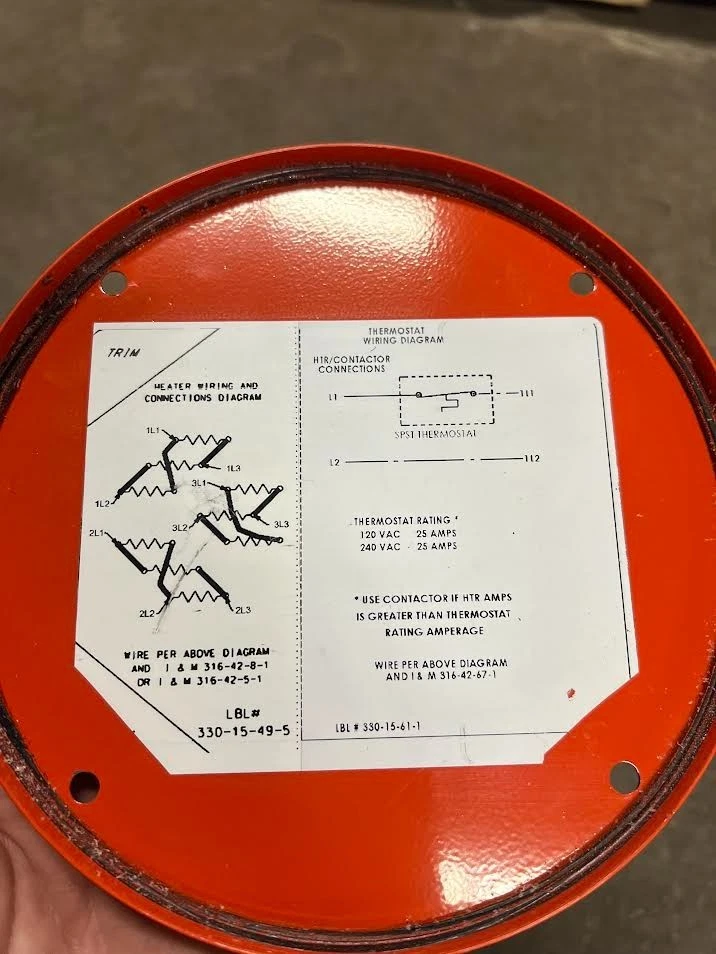 TRIM
HEATER WIRING AND
CONNECTIONS DIAGRAM
1L1
1L3
1L2
3L1
3L2
3L3
2L1
2L2
2L3
WIRE PER ABOVE DIAGRAM
AND I & M 316-42-8-1
OR I & M 316-42-5-1
LBL#
330-15-49-5
THERMOSTAT
WIRING DIAGRAM
HTR/CONTACTOR
CONNECTIONS
L1
1L1
SPST THERMOSTAT
L2
1L2
THERMOSTAT RATING *
120 VAC 25 AMPS
240 VAC - 25 AMPS
* USE CONTACTOR IF HTR AMPS
IS GREATER THAN THERMOSTAT
RATING AMPERAGE
WIRE PER ABOVE DIAGRAM
AND I & M 316-42-67-1
LBL # 330-15-61-1